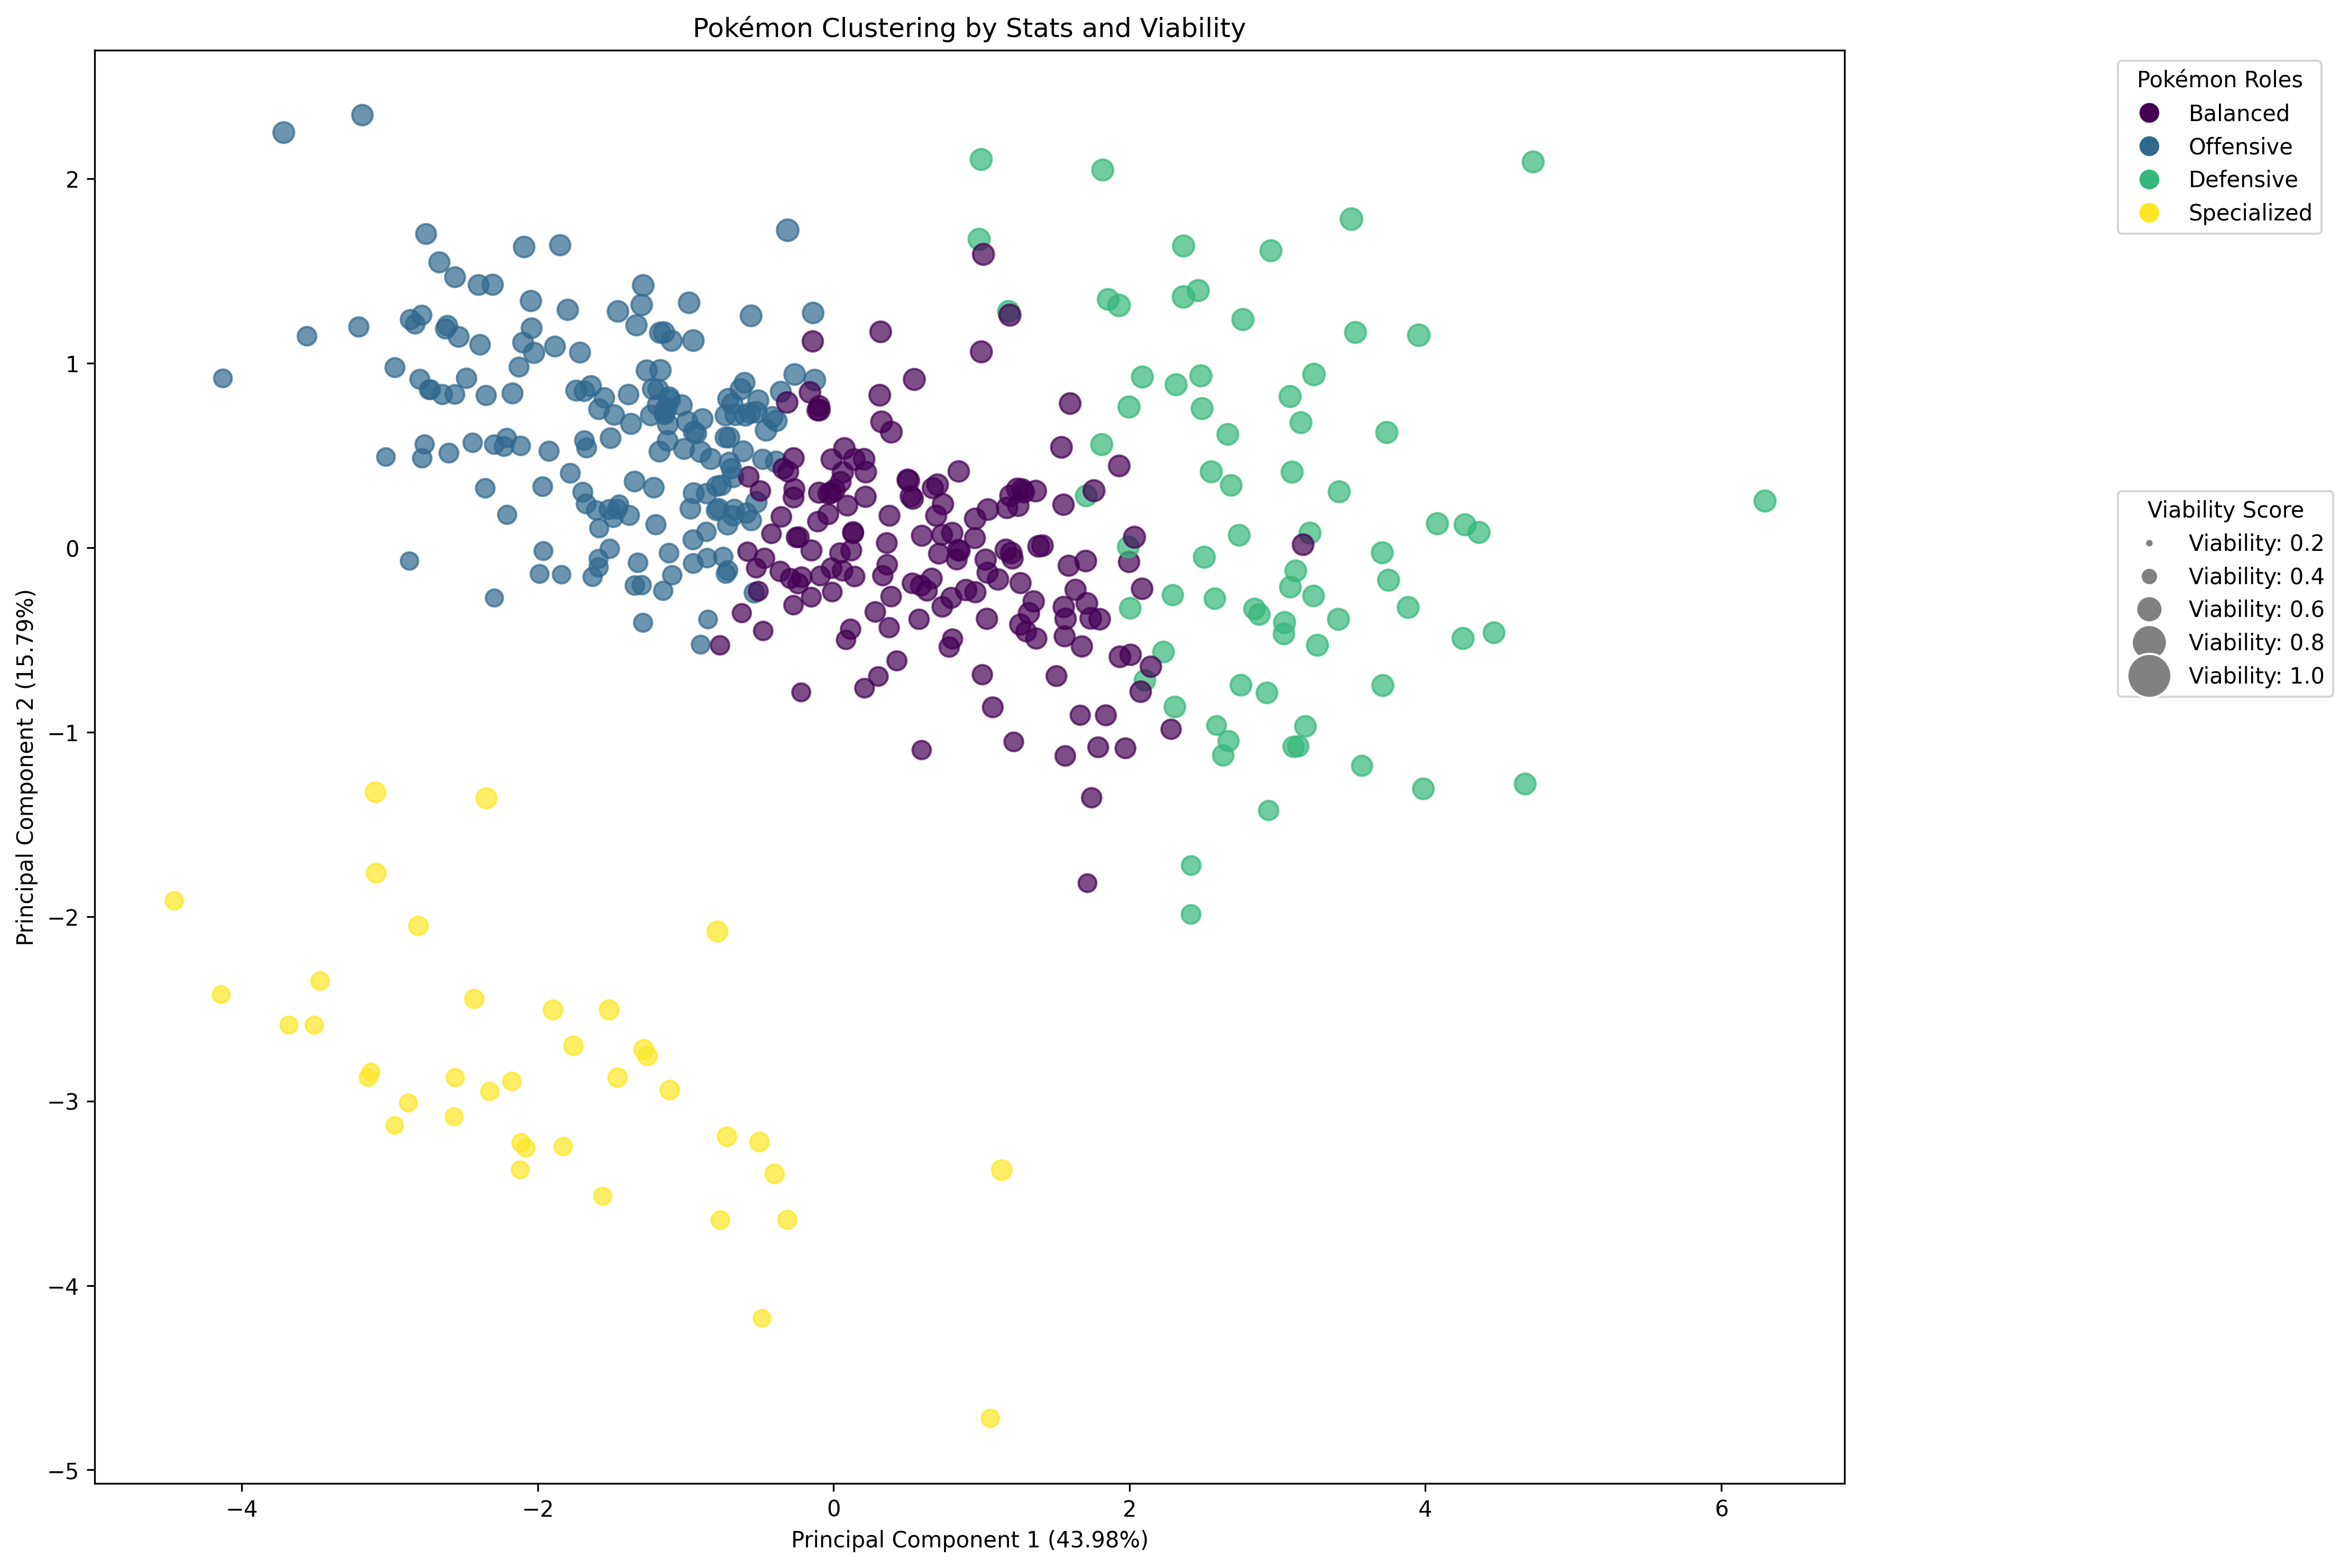 Pokémon Clustering by Stats and Viability
Pokémon Roles
Balanced
Offensive
Defensive
Specialized
Viability Score
Viability: 0.2
Viability: 0.4
Viability: 0.6
Viability: 0.8
Viability: 1.0
Principal Component 2 (15.79%)
2
1
0
−1
−2
−3
−4
−5
−4
−2
0
2
4
6
Principal Component 1 (43.98%)